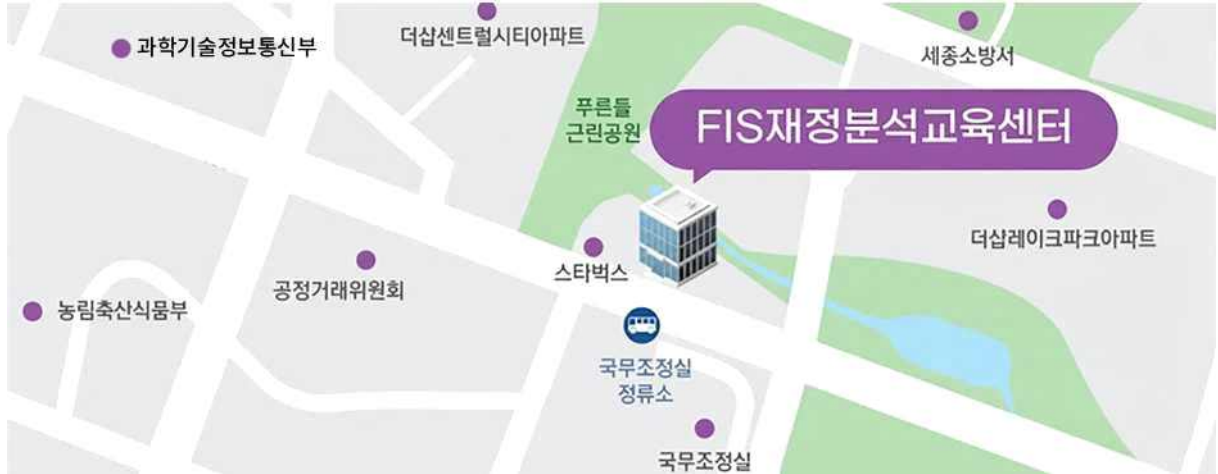 더샵센트럴시티아파트
과학기술정보통신부
세종소방서
푸른들
근린공원
FIS재정분석교육센터
더샵레이크파크아파트
스타벅스
공정거래위원회
농림축산식품부
국무조정실
정류소
국무조정실